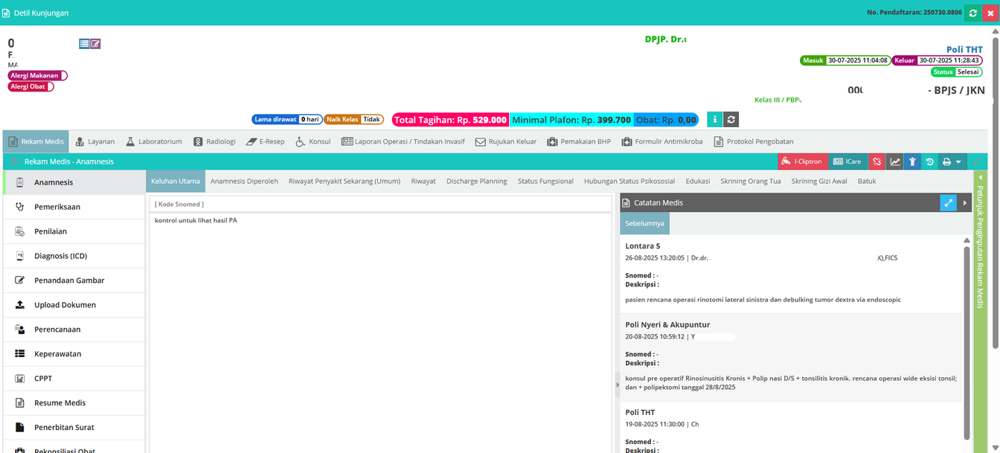 Detil Kunjungan
No. Pendaftaran: 250730.0806
0
F.
MA
Alergi Makanan
Alergi Obat
DPJP. Dr.
Poli THT
Masuk 30-07-2025 11:04:08 Keluar 30-07-2025 11:28:43
Status Selesai
- BPJS / JKN
Kelas III /
Lama dirawat 0 hari Naik Kelas Tidak
Total Tagihan: Rp. 529.000 Minimal Plafon: Rp. 399.700 Obat: Rp. 0,00
Rekam Medis Layanan Laboratorium Radiologi E-Resep Konsul Laporan Operasi / Tindakan Invasif Rujukan Keluar Pemakaian BHP Formulir Antimikroba Protokol Pengobatan
Rekam Medis - Anamnesis
I-Cliptron ICare
Anamnesis
Pemeriksaan
Penilaian
Diagnosis (ICD)
Penandaan Gambar
Upload Dokumen
Perencanaan
Keperawatan
CPPT
Resume Medis
Penerbitan Surat
Rekonsiliasi Obat
Keluhan Utama Anamnesis Diperoleh Riwayat Penyakit Sekarang (Umum) Riwayat Discharge Planning Status Fungsional Hubungan Status Psikososial Edukasi Skrining Orang Tua Skrining Gizi Awal Batuk
[ Kode Snomed ]
kontrol untuk lihat hasil PA
Catatan Medis
Sebelumnya
Lontara 5
26-08-2025 13:20:05 | Dr.dr. K),FICS
Snomed : -
Deskripsi :
pasien rencana operasi rinotomi lateral sinistra dan debulking tumor dextra via endoscopic
Poli Nyeri & Akupuntur
20-08-2025 10:59:12 | Y
Snomed : -
Deskripsi :
konsul pre operatif Rinosinusitis Kronis + Polip nasi D/S + tonsilitis kronik. rencana operasi wide eksisi tonsil;
dan + polipektomi tanggal 28/8/2025
Poli THT
19-08-2025 11:30:00 | Ch
Snomed : -
Deskripsi :
Petunjuk Penginputan Rekam Medis